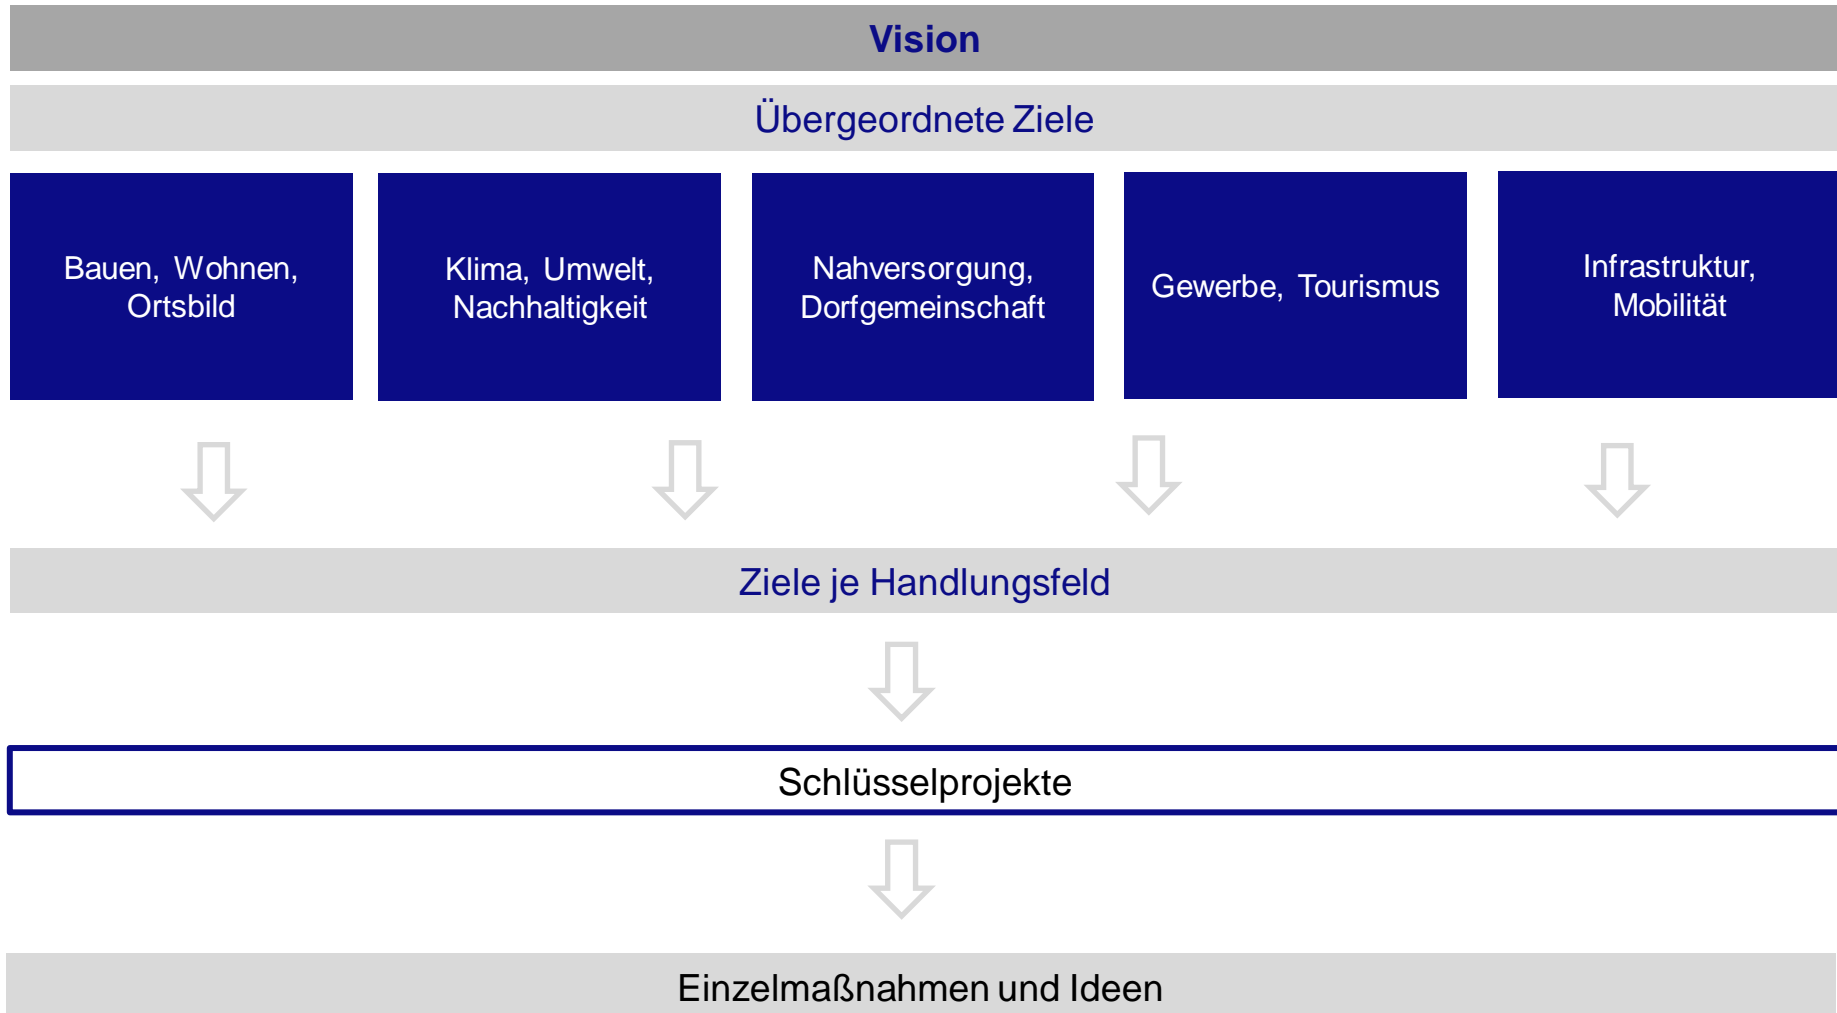 Vision
Übergeordnete Ziele
Bauen, Wohnen,
Ortsbild
Klima, Umwelt,
Nachhaltigkeit
Nahversorgung,
Dorfgemeinschaft
Gewerbe, Tourismus
Infrastruktur,
Mobilität
Ziele je Handlungsfeld
Schlüsselprojekte
Einzelmaßnahmen und Ideen